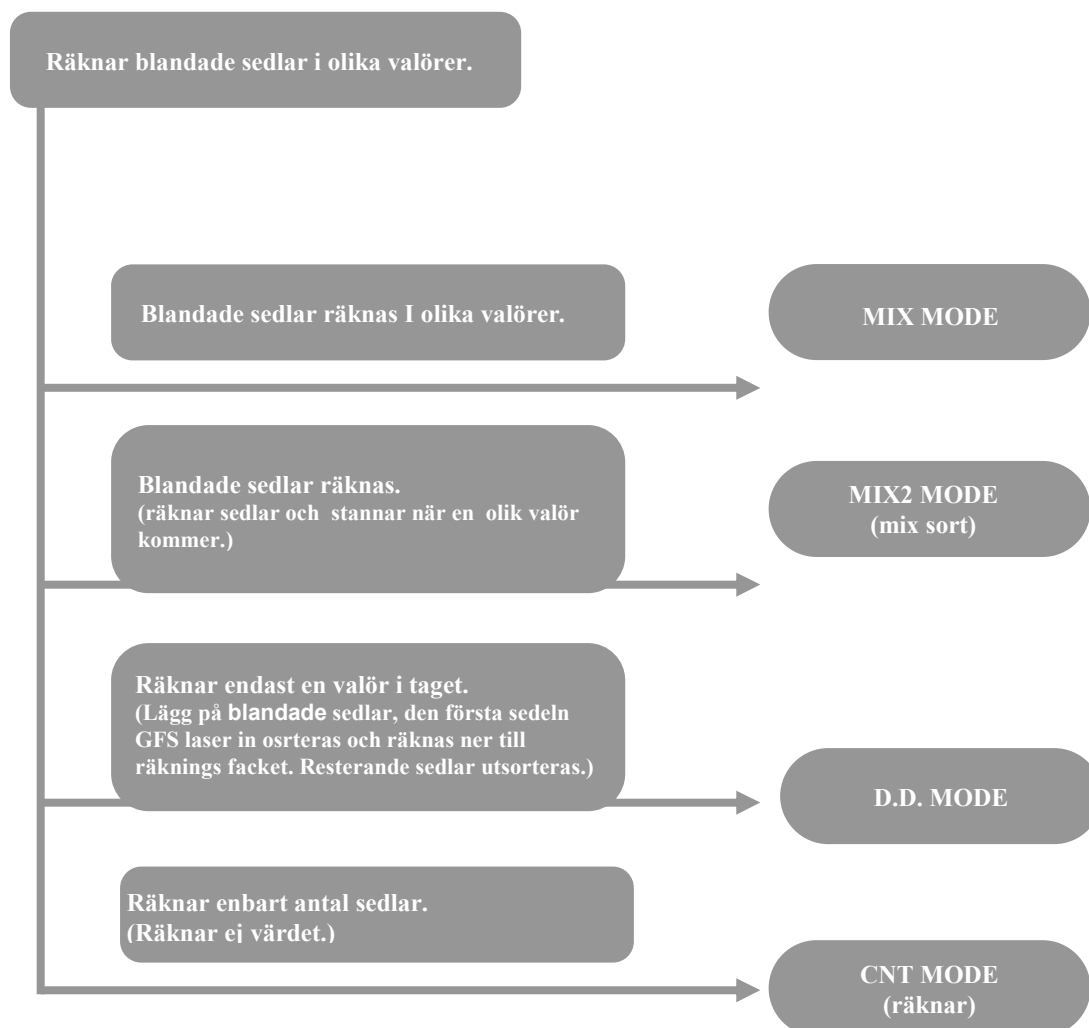 Räknar blandade sedlar i olika valörer.
Blandade sedlar räknas I olika valörer.
MIX MODE
Blandade sedlar räknas.
(räknar sedlar och stannar när en olik valör
kommer.)
MIX2 MODE
(mix sort)
Räknar endast en valör i taget.
(Lägg på blandade sedlar, den första sedeln
GFS laser in osrteras och räknas ner till
räknings facket. Resterande sedlar utsorteras.)
D.D. MODE
Räknar enbart antal sedlar.
(Räknar ej värdet.)
CNT MODE
(räknar)